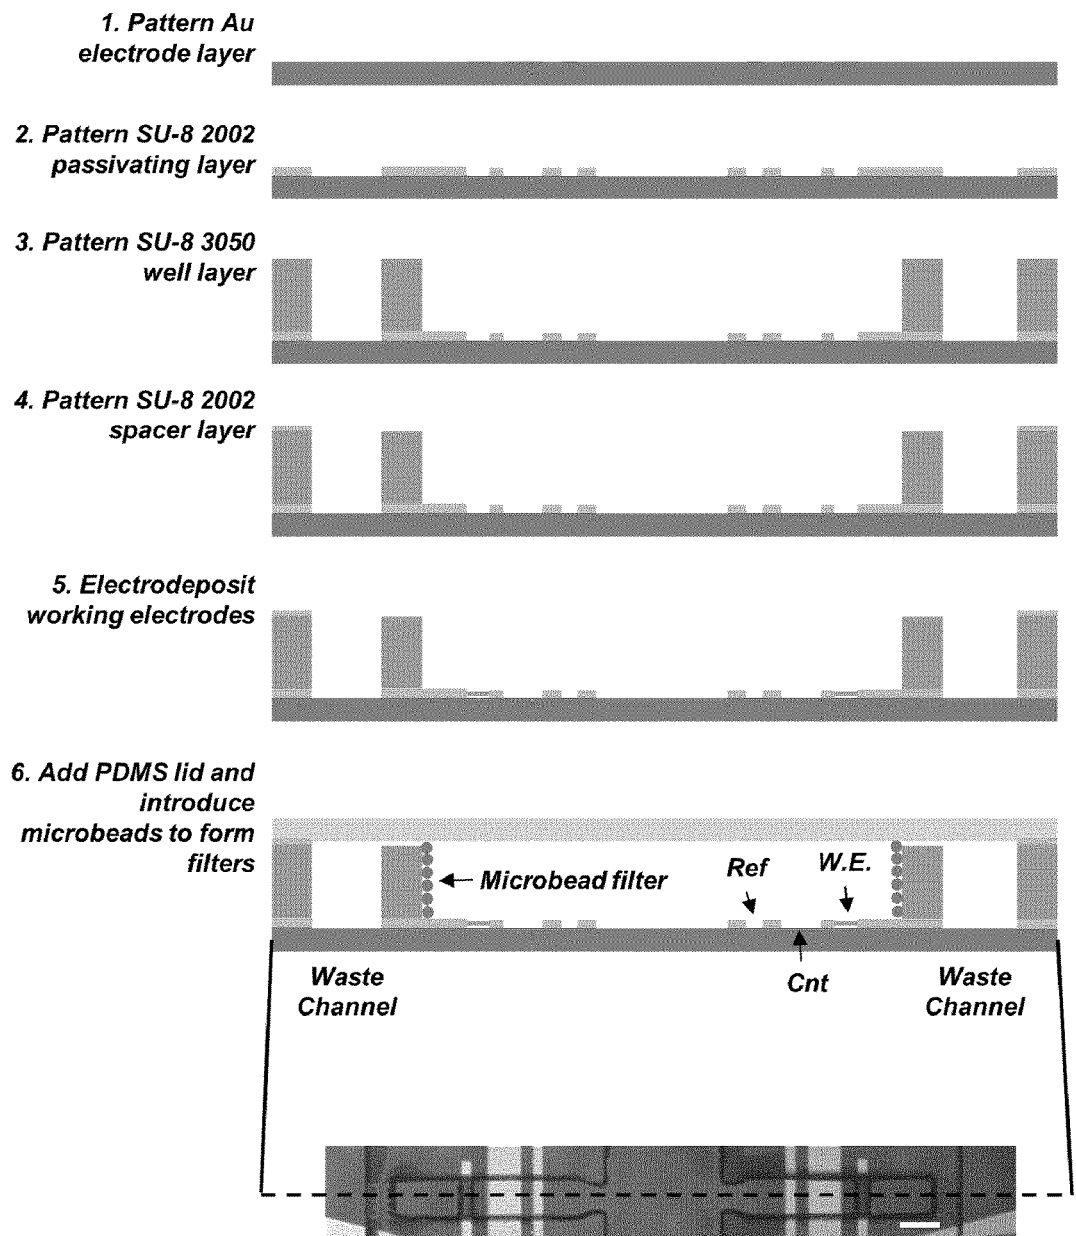 1. Pattern Au
electrode layer
2. Pattern SU-8 2002
passivating layer
3. Pattern SU-8 3050
well layer
4. Pattern SU-8 2002
spacer layer
5. Electrodeposit
working electrodes
6. Add PDMS lid and
introduce
microbeads to form
filters
Microbead filter
Ref
W.E.
Cnt
Waste
Channel
Waste
Channel